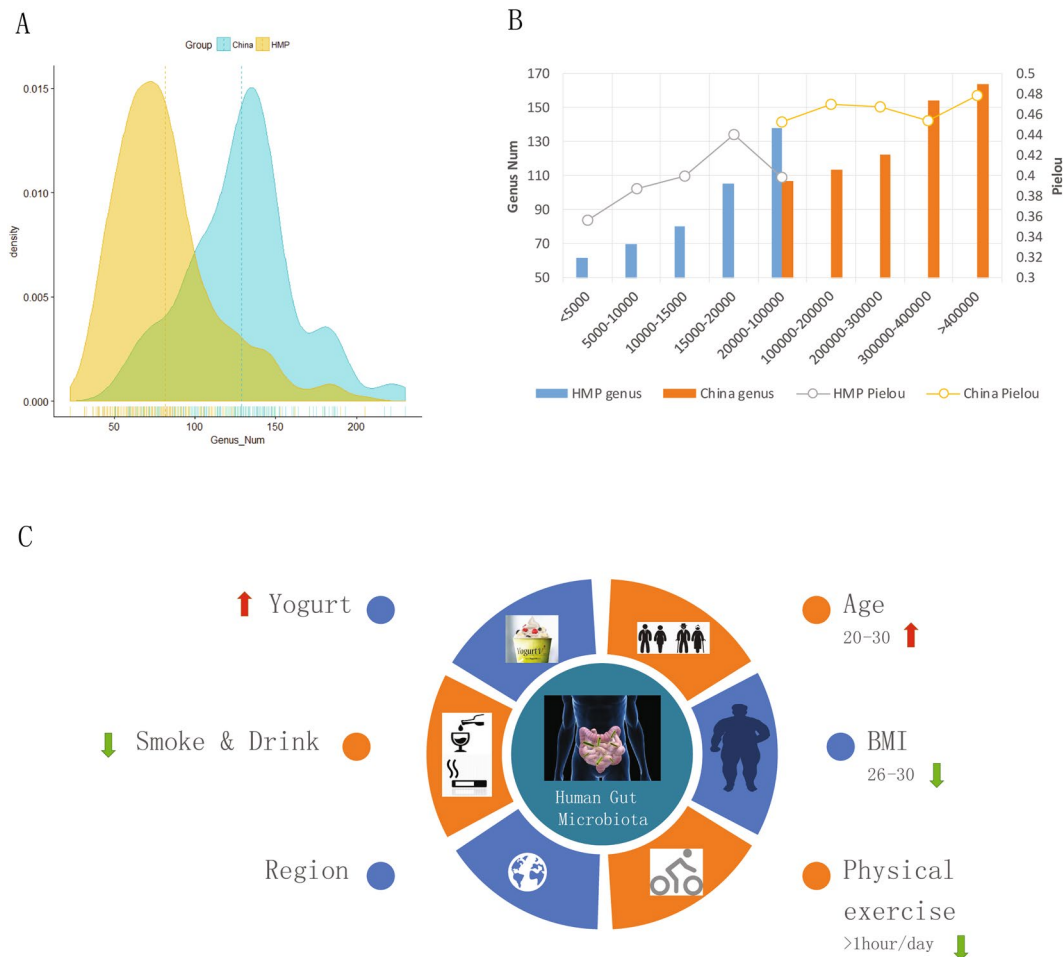 A
Group China HMP
0.015
0.010
0.005
0.000
density
50 100 150 200
Genus_Num
B
170
150
130
110
90
70
50
Genus Num
0.5
0.48
0.46
0.44
0.42
0.4
0.38
0.36
0.34
0.32
0.3
Pielou
<5000
5000-10000
10000-15000
15000-20000
20000-100000
100000-200000
200000-300000
300000-400000
>400000
HMP genus China genus HMP Pielou China Pielou
C
Yogurt
Smoke & Drink
Region
Human Gut
Microbiota
Age
20-30
BMI
26-30
Physical
exercise
>1hour/day